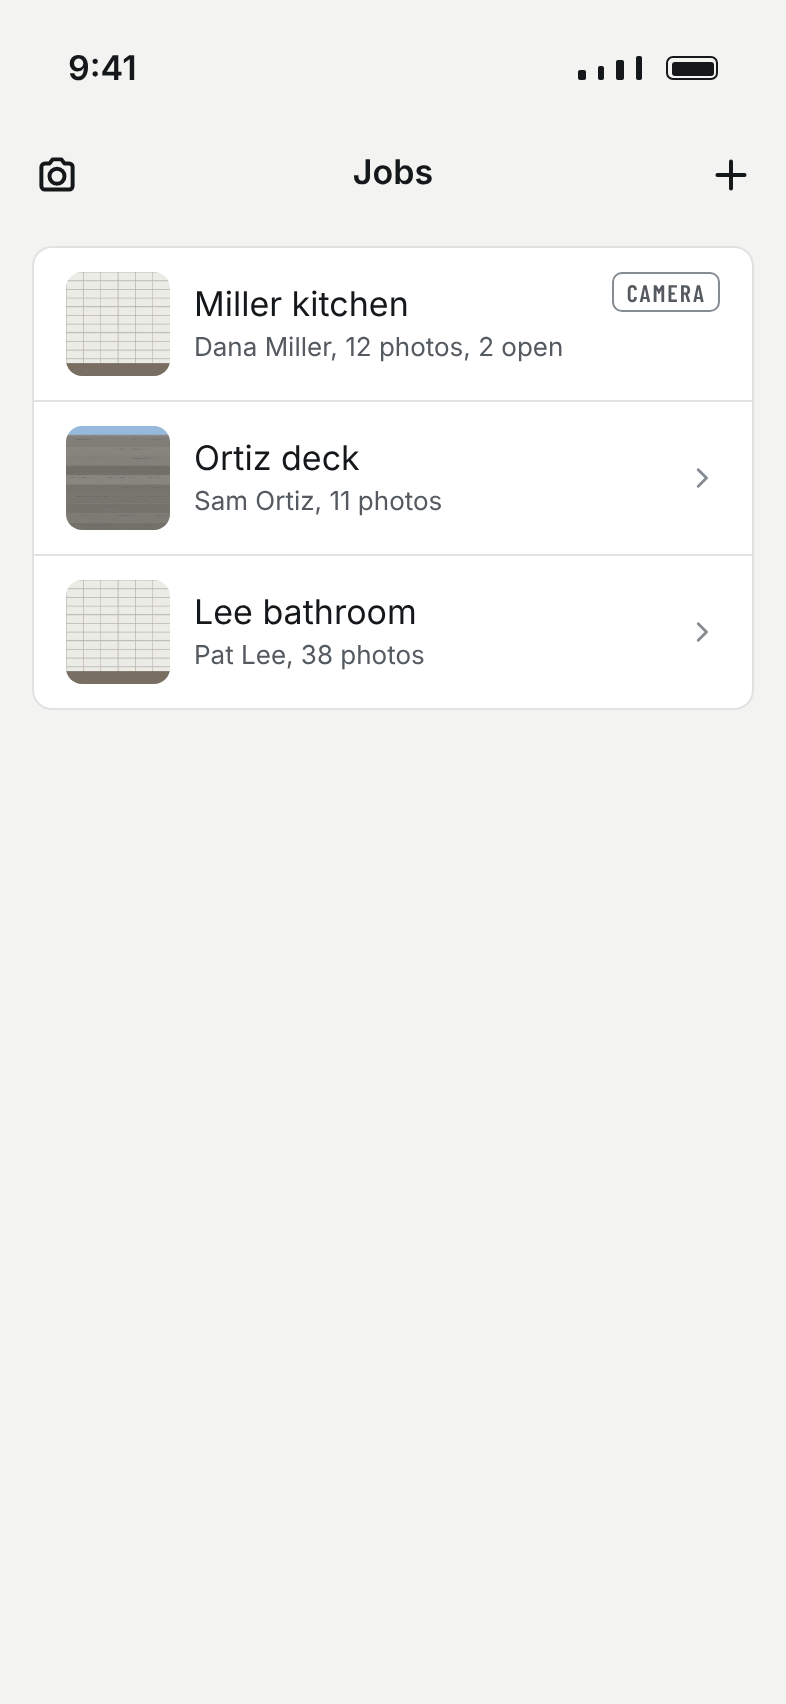 9:41
Jobs
Miller kitchen
CAMERA
Dana Miller, 12 photos, 2 open
Ortiz deck
Sam Ortiz, 11 photos
Lee bathroom
Pat Lee, 38 photos